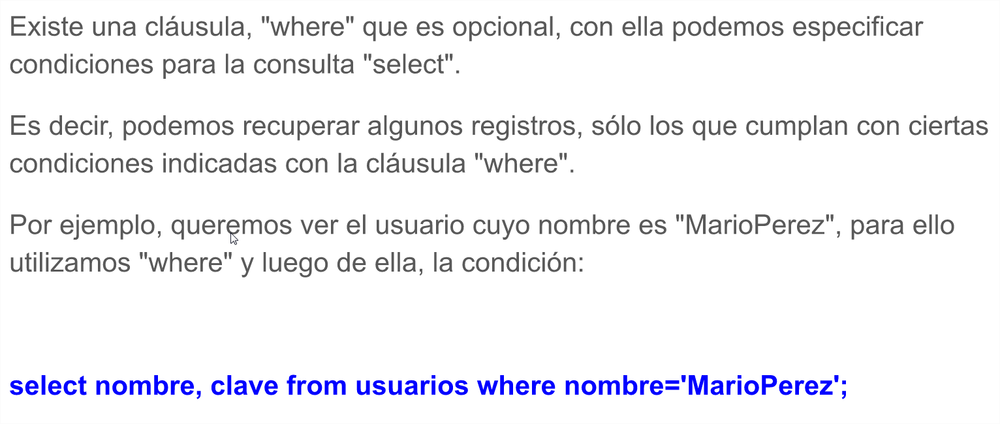 Existe una cláusula, "where" que es opcional, con ella podemos especificar
condiciones para la consulta "select".
Es decir, podemos recuperar algunos registros, sólo los que cumplan con ciertas
condiciones indicadas con la cláusula "where".
Por ejemplo, queremos ver el usuario cuyo nombre es "MarioPerez", para ello
utilizamos "where" y luego de ella, la condición:
select nombre, clave from usuarios where nombre='MarioPerez';